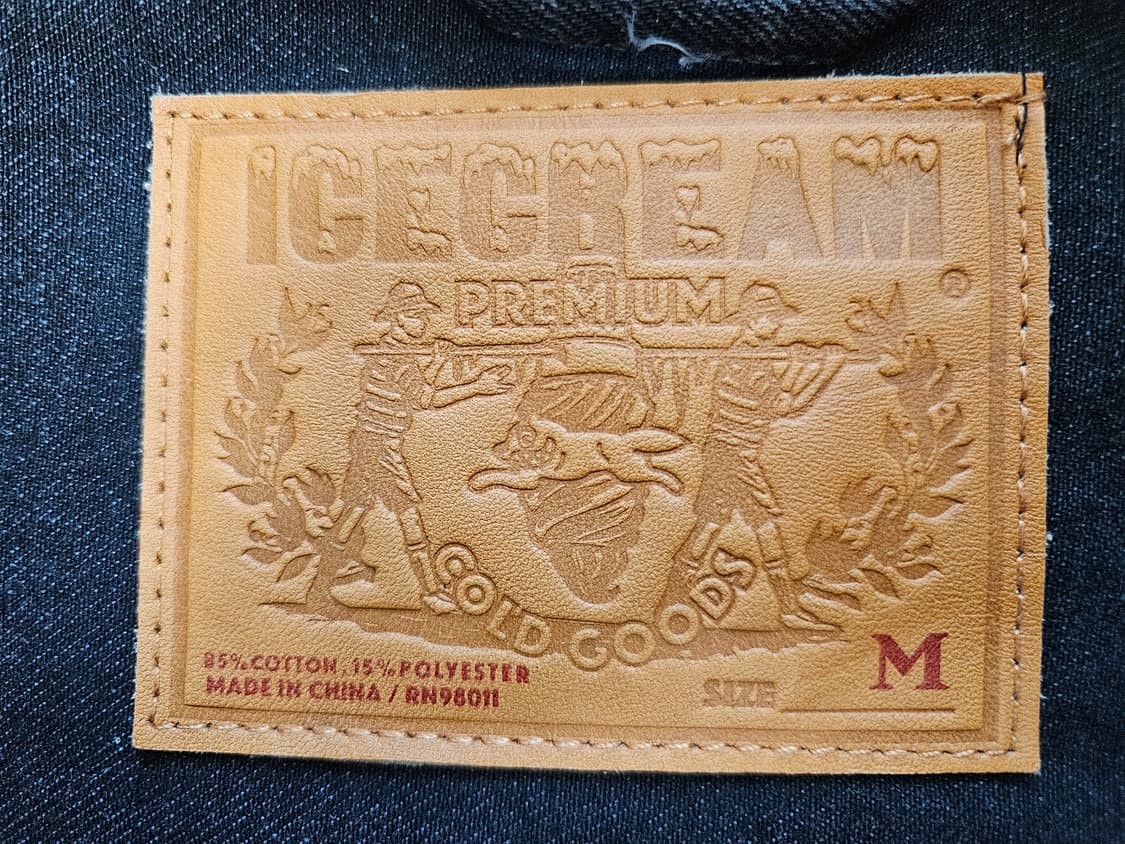 ICECREAM
®
PREMIUM
COLD GOODS
85%COTTON, 15%POLYESTER
MADE IN CHINA / RN98011
SIZE M